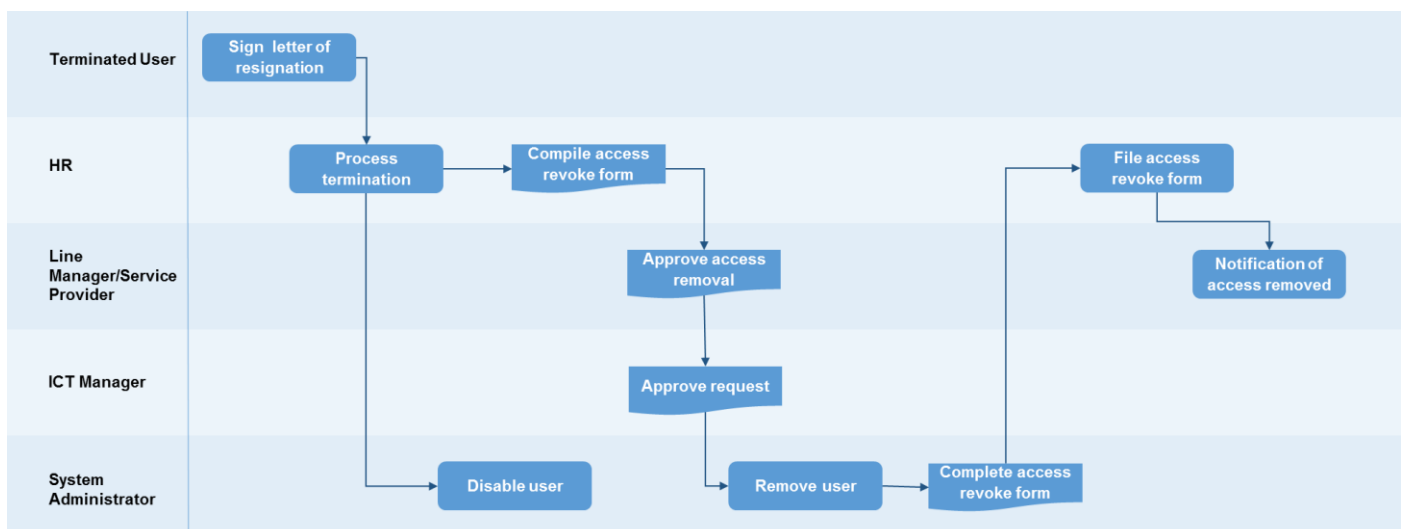 Terminated User
Sign letter of
resignation
HR
Process
termination
Compile access
revoke form
File access
revoke form
Line
Manager/Service
Provider
Approve access
removal
Notification of
access removed
ICT Manager
Approve request
System
Administrator
Disable user
Remove user
Complete access
revoke form